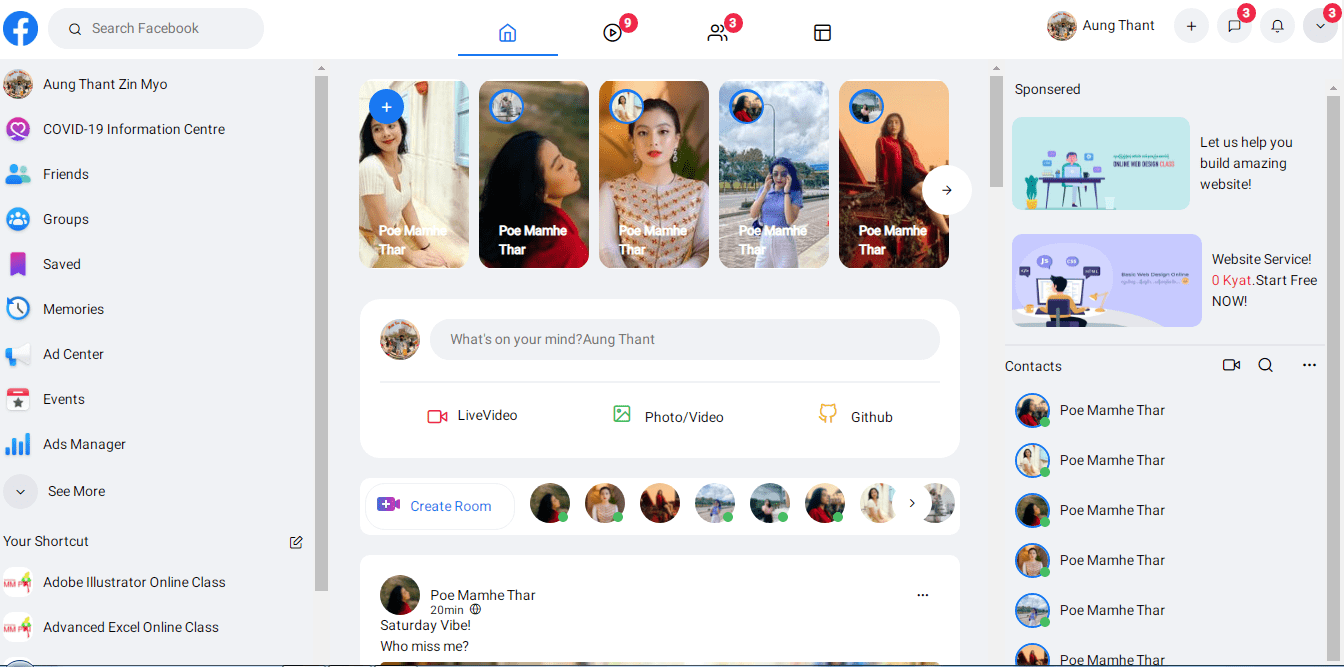 Search Facebook
9
3
Aung Thant
3
3
Aung Thant Zin Myo
COVID-19 Information Centre
Friends
Groups
Saved
Memories
Ad Center
Events
Ads Manager
See More
Your Shortcut
Adobe Illustrator Online Class
Advanced Excel Online Class
Poe Mamhe
Thar
Poe Mamhe
Thar
Poe Mamhe
Thar
Poe Mamhe
Thar
Poe Mamhe
Thar
What's on your mind?Aung Thant
LiveVideo
Photo/Video
Github
Create Room
Poe Mamhe Thar
20min
Saturday Vibe!
Who miss me?
Sponsored
ONLINE WEB DESIGN CLASS
Let us help you
build amazing
website!
JS
CSS
HTML
Basic Web Design Online
Website Service!
0 Kyat.Start Free
NOW!
Contacts
Poe Mamhe Thar
Poe Mamhe Thar
Poe Mamhe Thar
Poe Mamhe Thar
Poe Mamhe Thar
Poe Mamhe Thar